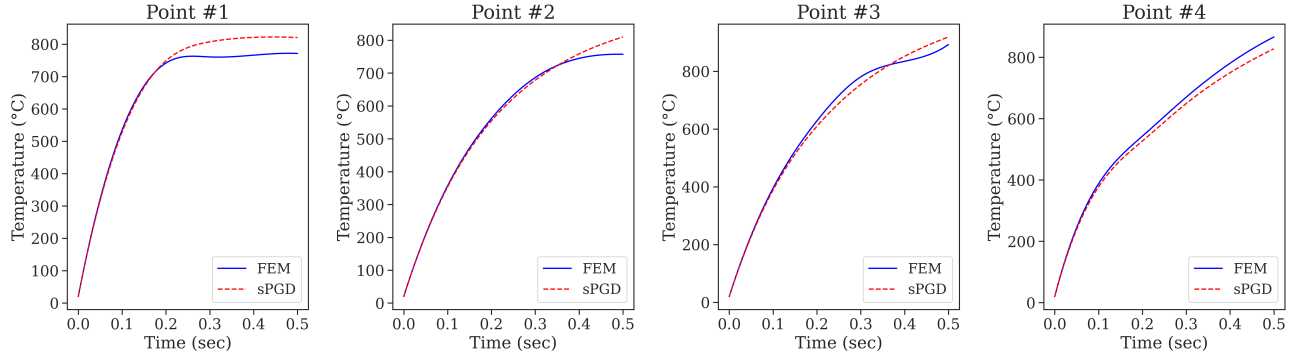 Point #1
Temperature (°C)
800
700
600
500
400
300
200
100
0
0.0 0.1 0.2 0.3 0.4 0.5
Time (sec)
FEM
sPGD
Point #2
Temperature (°C)
800
700
600
500
400
300
200
100
0
0.0 0.1 0.2 0.3 0.4 0.5
Time (sec)
FEM
sPGD
Point #3
Temperature (°C)
800
600
400
200
0
0.0 0.1 0.2 0.3 0.4 0.5
Time (sec)
FEM
sPGD
Point #4
Temperature (°C)
800
600
400
200
0
0.0 0.1 0.2 0.3 0.4 0.5
Time (sec)
FEM
sPGD